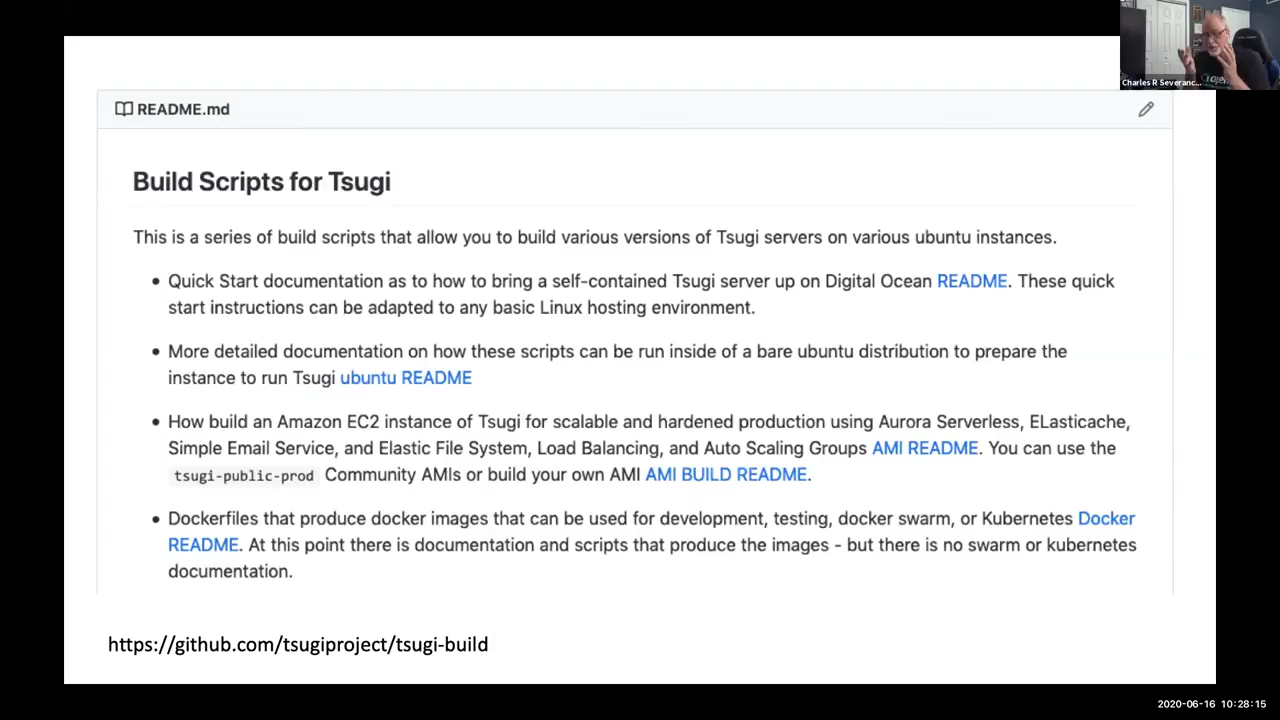 Charles R Severanc...
README.md
Build Scripts for Tsugi
This is a series of build scripts that allow you to build various versions of Tsugi servers on various ubuntu instances.
• Quick Start documentation as to how to bring a self-contained Tsugi server up on Digital Ocean README. These quick
start instructions can be adapted to any basic Linux hosting environment.
• More detailed documentation on how these scripts can be run inside of a bare ubuntu distribution to prepare the
instance to run Tsugi ubuntu README
• How build an Amazon EC2 instance of Tsugi for scalable and hardened production using Aurora Serverless, ELasticache,
Simple Email Service, and Elastic File System, Load Balancing, and Auto Scaling Groups AMI README. You can use the
tsugi-public-prod Community AMIs or build your own AMI AMI BUILD README.
• Dockerfiles that produce docker images that can be used for development, testing, docker swarm, or Kubernetes Docker
README. At this point there is documentation and scripts that produce the images - but there is no swarm or kubernetes
documentation.
https://github.com/tsugiproject/tsugi-build
2020-06-16 10:28:15